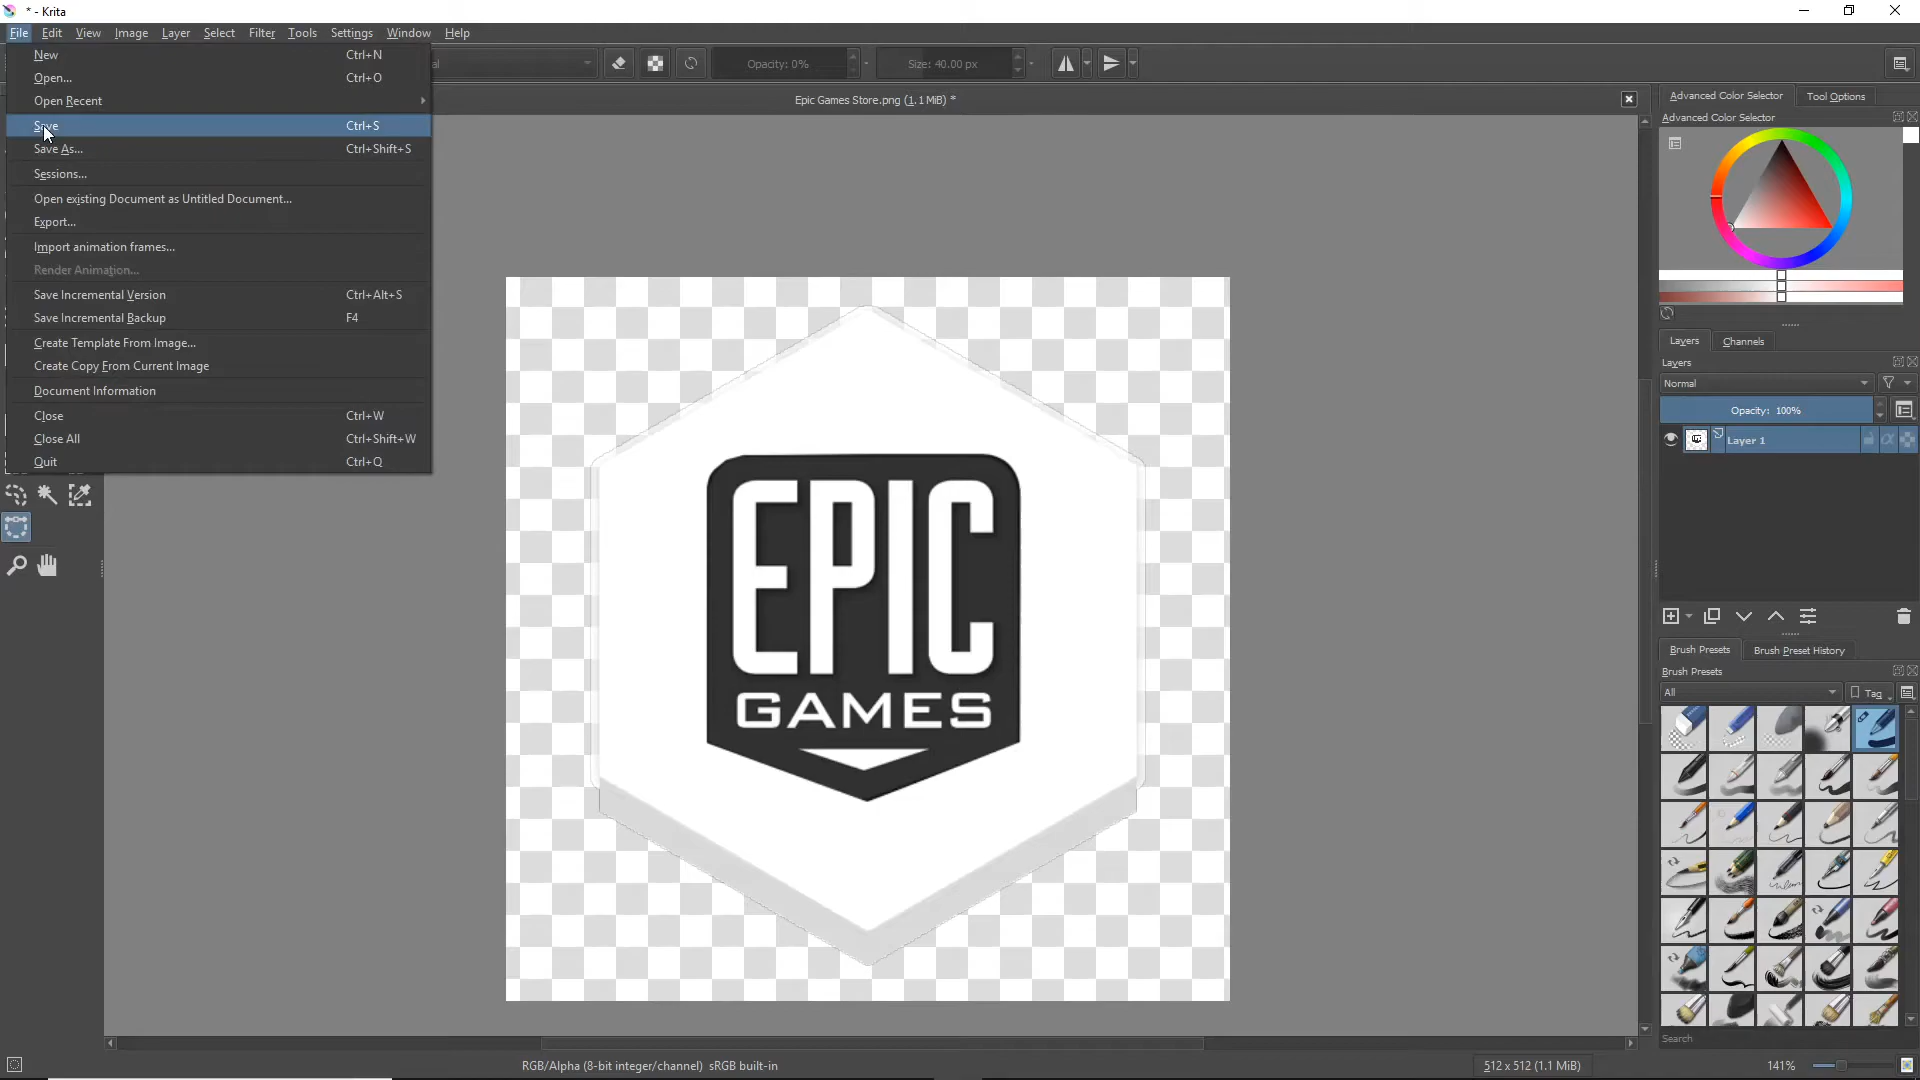 * - Krita
File Edit View Image Layer Select Filter Tools Settings Window Help
New Ctrl+N
Open... Ctrl+O
Open Recent
Save Ctrl+S
Save As... Ctrl+Shift+S
Sessions...
Open existing Document as Untitled Document...
Export...
Import animation frames...
Render Animation...
Save Incremental Version Ctrl+Alt+S
Save Incremental Backup F4
Create Template From Image...
Create Copy From Current Image
Document Information
Close Ctrl+W
Close All Ctrl+Shift+W
Quit Ctrl+Q
Opacity: 0%
Size: 40.00 px
Epic Games Store.png (1.1 MiB) *
EPIC
GAMES
Advanced Color Selector Tool Options
Advanced Color Selector
Layers Channels
Layers
Normal
Opacity: 100%
Layer 1
Brush Presets Brush Preset History
Brush Presets
All Tag
Search
RGB/Alpha (8-bit integer/channel) sRGB built-in
512 x 512 (1.1 MiB)
141%